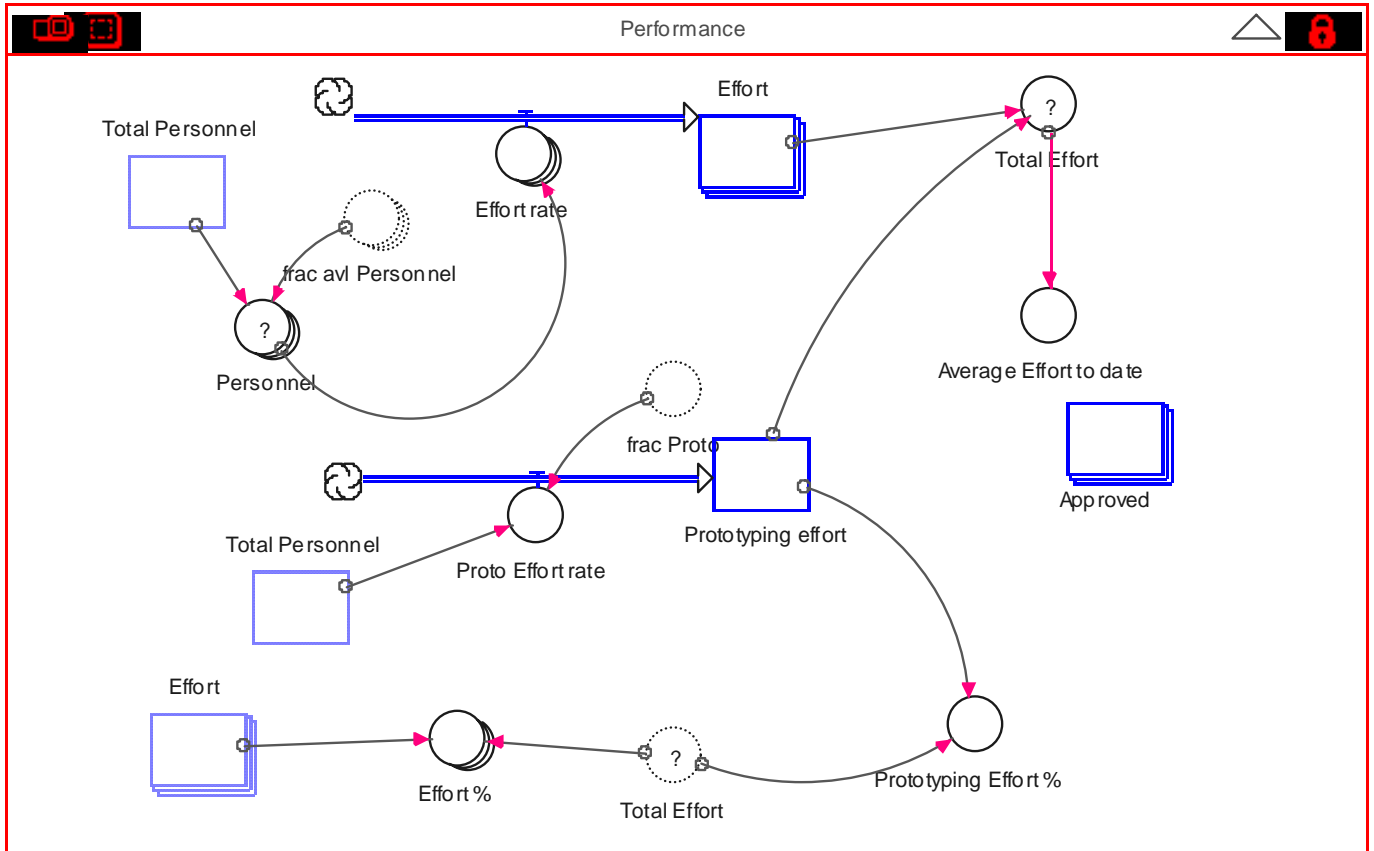 Performance
Effort
?
Total Personnel
Total Effort
Effort rate
frac avl Personnel
?
Average Effort to date
Personnel
frac Proto
Approved
Prototyping effort
Total Personnel
Proto Effort rate
Effort
?
Prototyping Effort %
Effort %
Total Effort